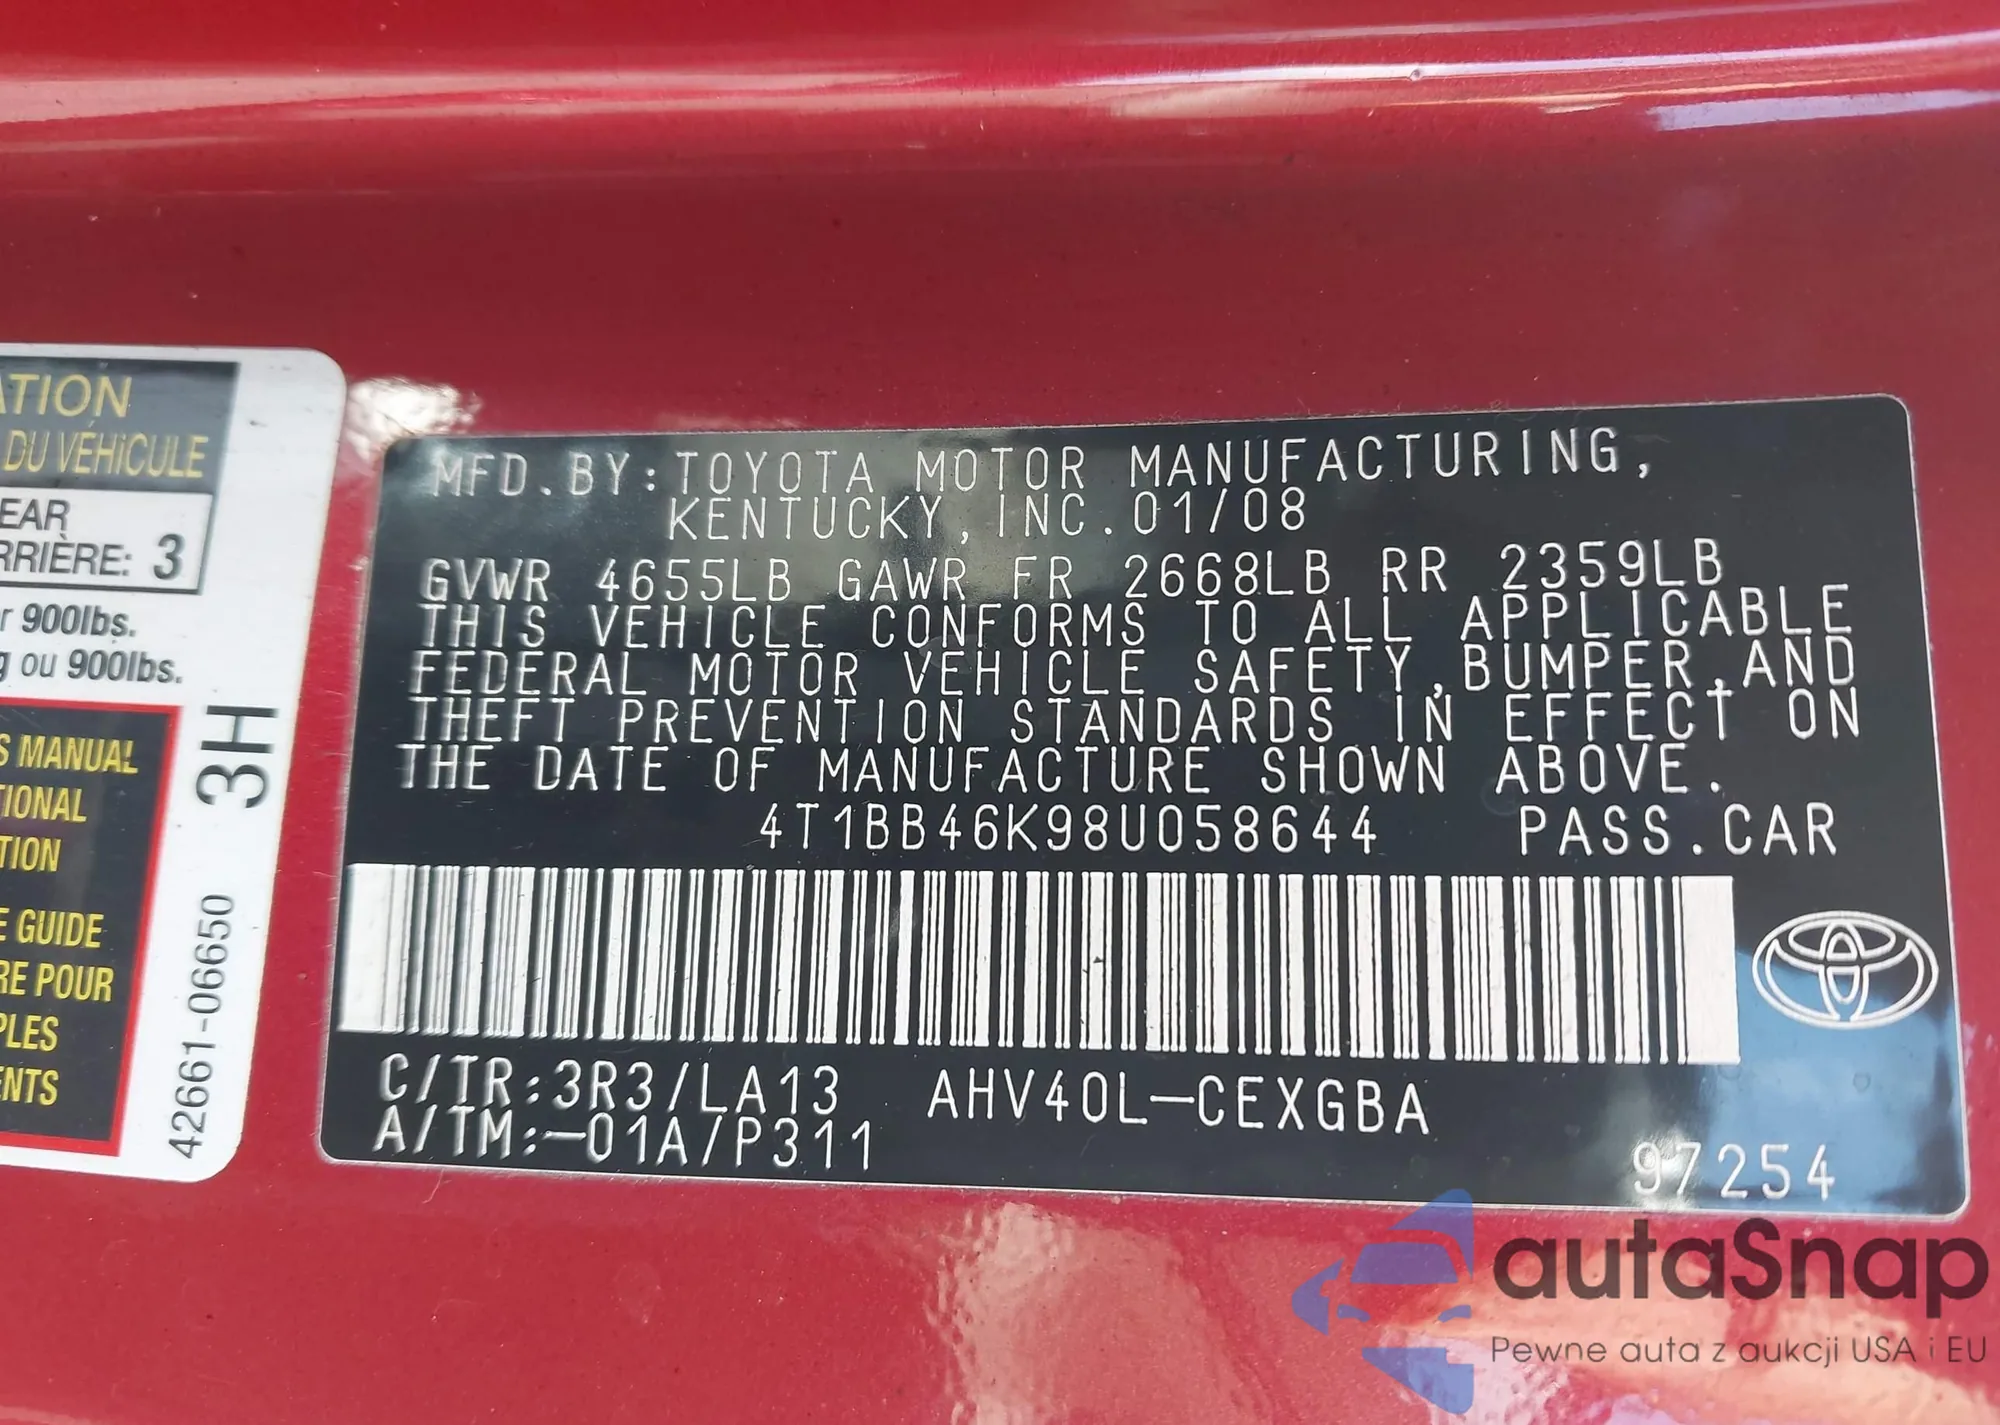 ATION
DU VÉHICULE
EAR
RRIÈRE: 3
r 900lbs.
g ou 900lbs.
S MANUAL
TIONAL
TION
E GUIDE
RE POUR
PLES
ENTS
3H
42661-06650
MFD.BY:TOYOTA MOTOR MANUFACTURING,
KENTUCKY,INC.01/08
GVWR 4655LB GAWR FR 2668LB RR 2359LB
THIS VEHICLE CONFORMS TO ALL APPLICABLE
FEDERAL MOTOR VEHICLE SAFETY,BUMPER,AND
THEFT PREVENTION STANDARDS IN EFFECT ON
THE DATE OF MANUFACTURE SHOWN ABOVE.
4T1BB46K98U058644 PASS.CAR
C/TR:3R3/LA13 AHV40L-CEXGBA
A/TM:-01A/P311
97254
autaSnap
Pewne auta z aukcji USA i EU